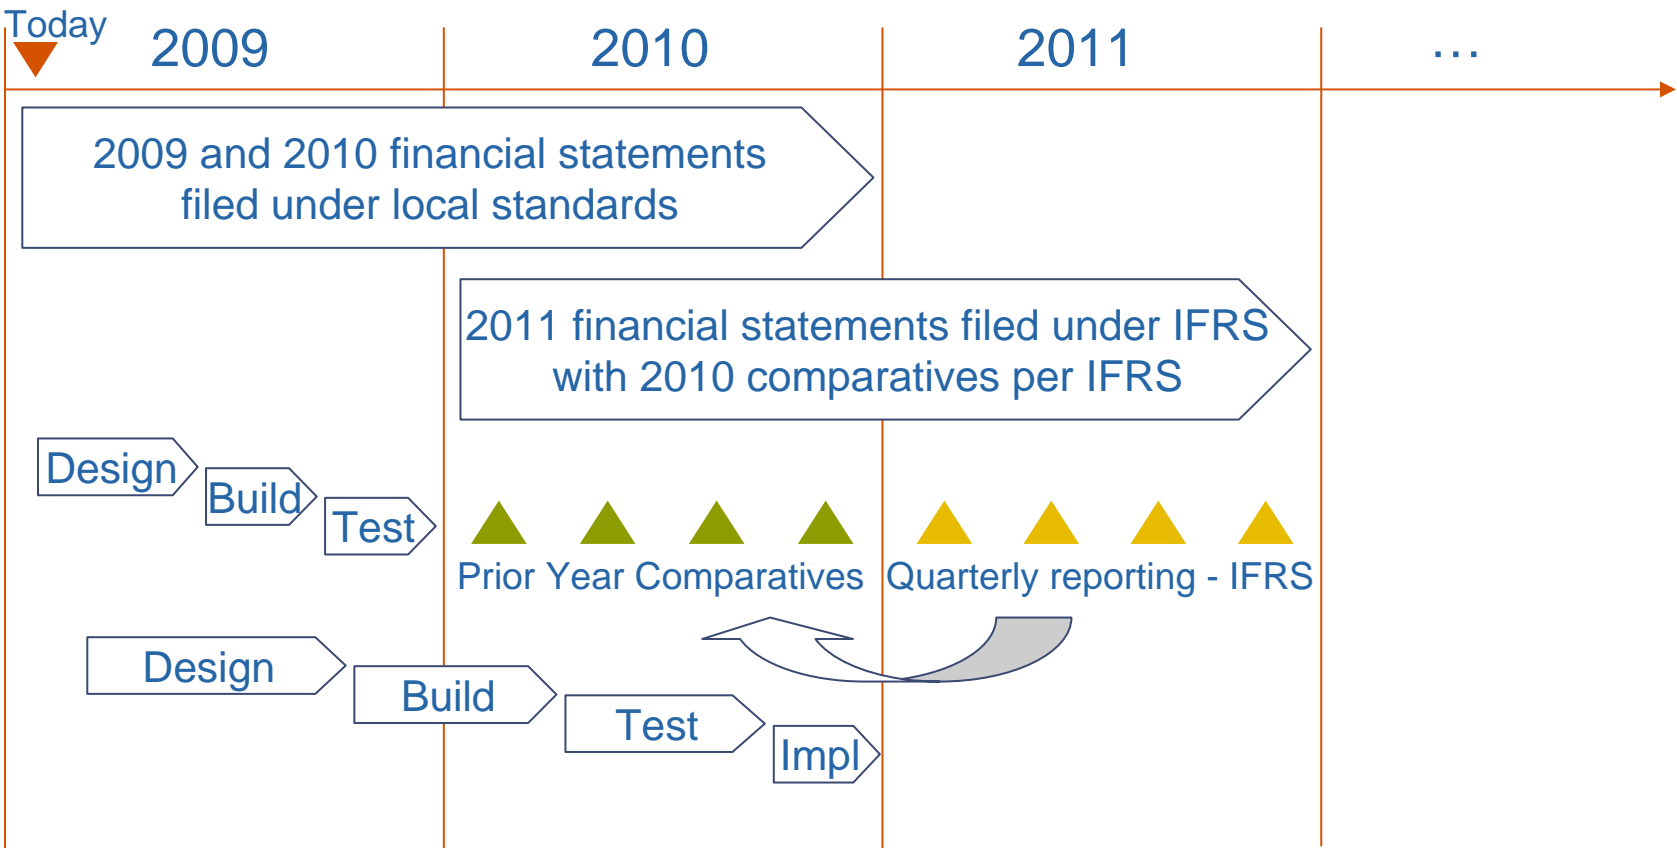 Today
2009
2010
2011
...
2009 and 2010 financial statements
filed under local standards
2011 financial statements filed under IFRS
with 2010 comparatives per IFRS
Design
Build
Test
Prior Year Comparatives
Quarterly reporting - IFRS
Design
Build
Test
Impl